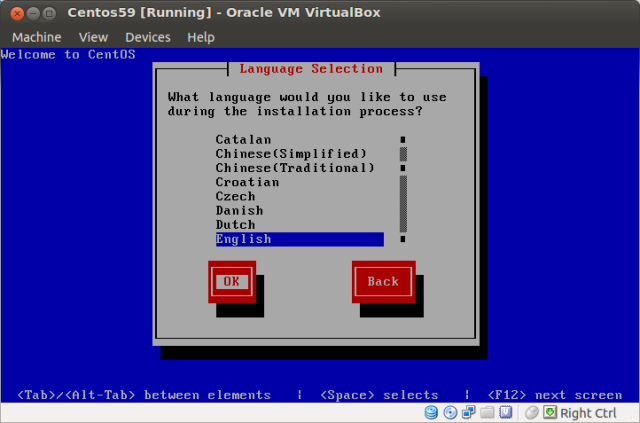 Centos59 [Running] - Oracle VM VirtualBox
Machine View Devices Help
Welcome to CentOS
Language Selection
What language would you like to use
during the installation process?
Catalan
Chinese(Simplified)
Chinese(Traditional)
Croatian
Czech
Danish
Dutch
English
OK Back
<Tab>/<Alt-Tab> between elements | <Space> selects | <F12> next screen
Right Ctrl